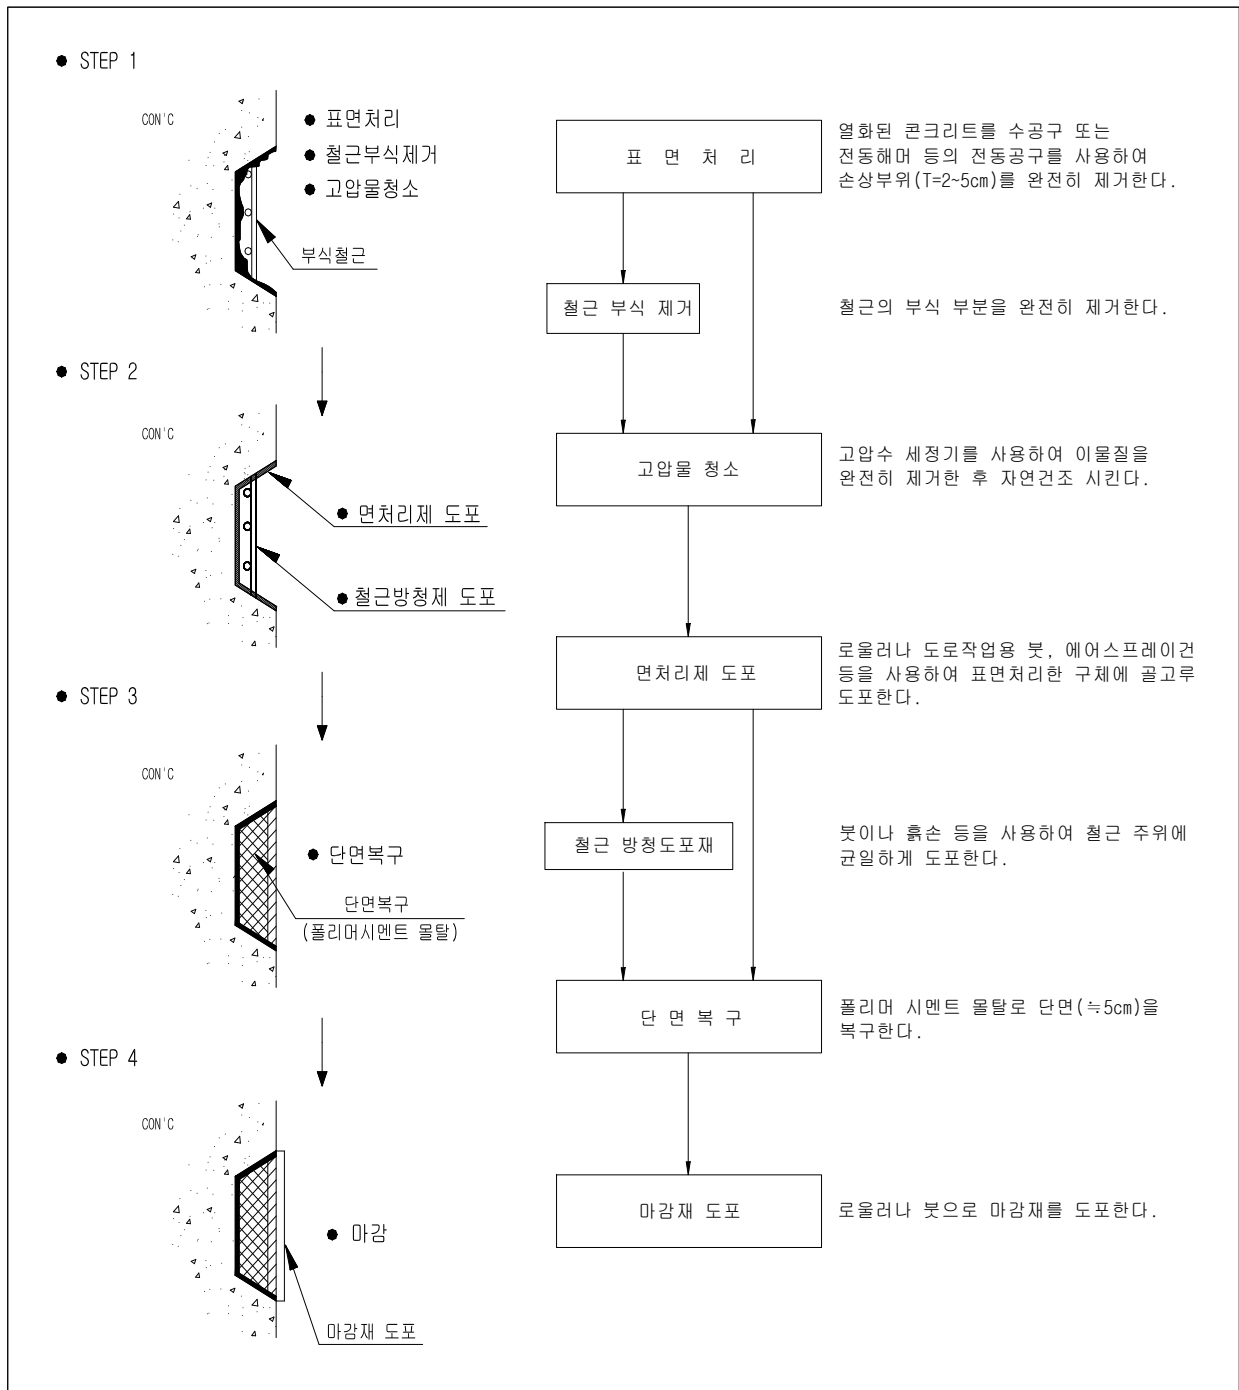 ● STEP 1
CON'C
● 표면처리
● 철근부식제거
● 고압물청소
부식철근
● STEP 2
CON'C
● 면처리제 도포
● 철근방청제 도포
● STEP 3
CON'C
● 단면복구
단면복구
(폴리머시멘트 몰탈)
● STEP 4
CON'C
● 마감
마감재 도포
표 면 처 리
열화된 콘크리트를 수공구 또는
전동해머 등의 전동공구를 사용하여
손상부위(T=2~5cm)를 완전히 제거한다.
철근 부식 제거
철근의 부식 부분을 완전히 제거한다.
고압물 청소
고압수 세정기를 사용하여 이물질을
완전히 제거한 후 자연건조 시킨다.
면처리제 도포
로울러나 도로작업용 붓, 에어스프레이건
등을 사용하여 표면처리한 구체에 골고루
도포한다.
철근 방청도포재
붓이나 흙손 등을 사용하여 철근 주위에
균일하게 도포한다.
단 면 복 구
폴리머 시멘트 몰탈로 단면(≒5cm)을
복구한다.
마감재 도포
로울러나 붓으로 마감재를 도포한다.